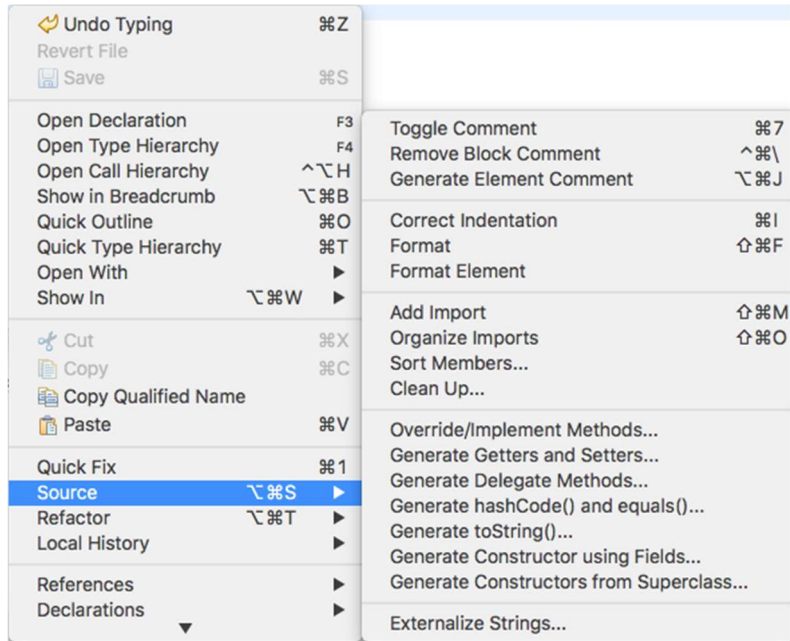 Undo Typing ⌘Z
Revert File
Save ⌘S
Open Declaration F3
Open Type Hierarchy F4
Open Call Hierarchy ^⌥H
Show in Breadcrumb ⌥⌘B
Quick Outline ⌘O
Quick Type Hierarchy ⌘T
Open With ▶
Show In ⌥⌘W ▶
Cut ⌘X
Copy ⌘C
Copy Qualified Name
Paste ⌘V
Quick Fix ⌘1
Source ⌥⌘S ▶
Refactor ⌥⌘T ▶
Local History ▶
References ▶
Declarations ▶
Toggle Comment ⌘7
Remove Block Comment ^⌘\
Generate Element Comment ⌥⌘J
Correct Indentation ⌘I
Format ⇧⌘F
Format Element
Add Import ⇧⌘M
Organize Imports ⇧⌘O
Sort Members...
Clean Up...
Override/Implement Methods...
Generate Getters and Setters...
Generate Delegate Methods...
Generate hashCode() and equals()...
Generate toString()...
Generate Constructor using Fields...
Generate Constructors from Superclass...
Externalize Strings...